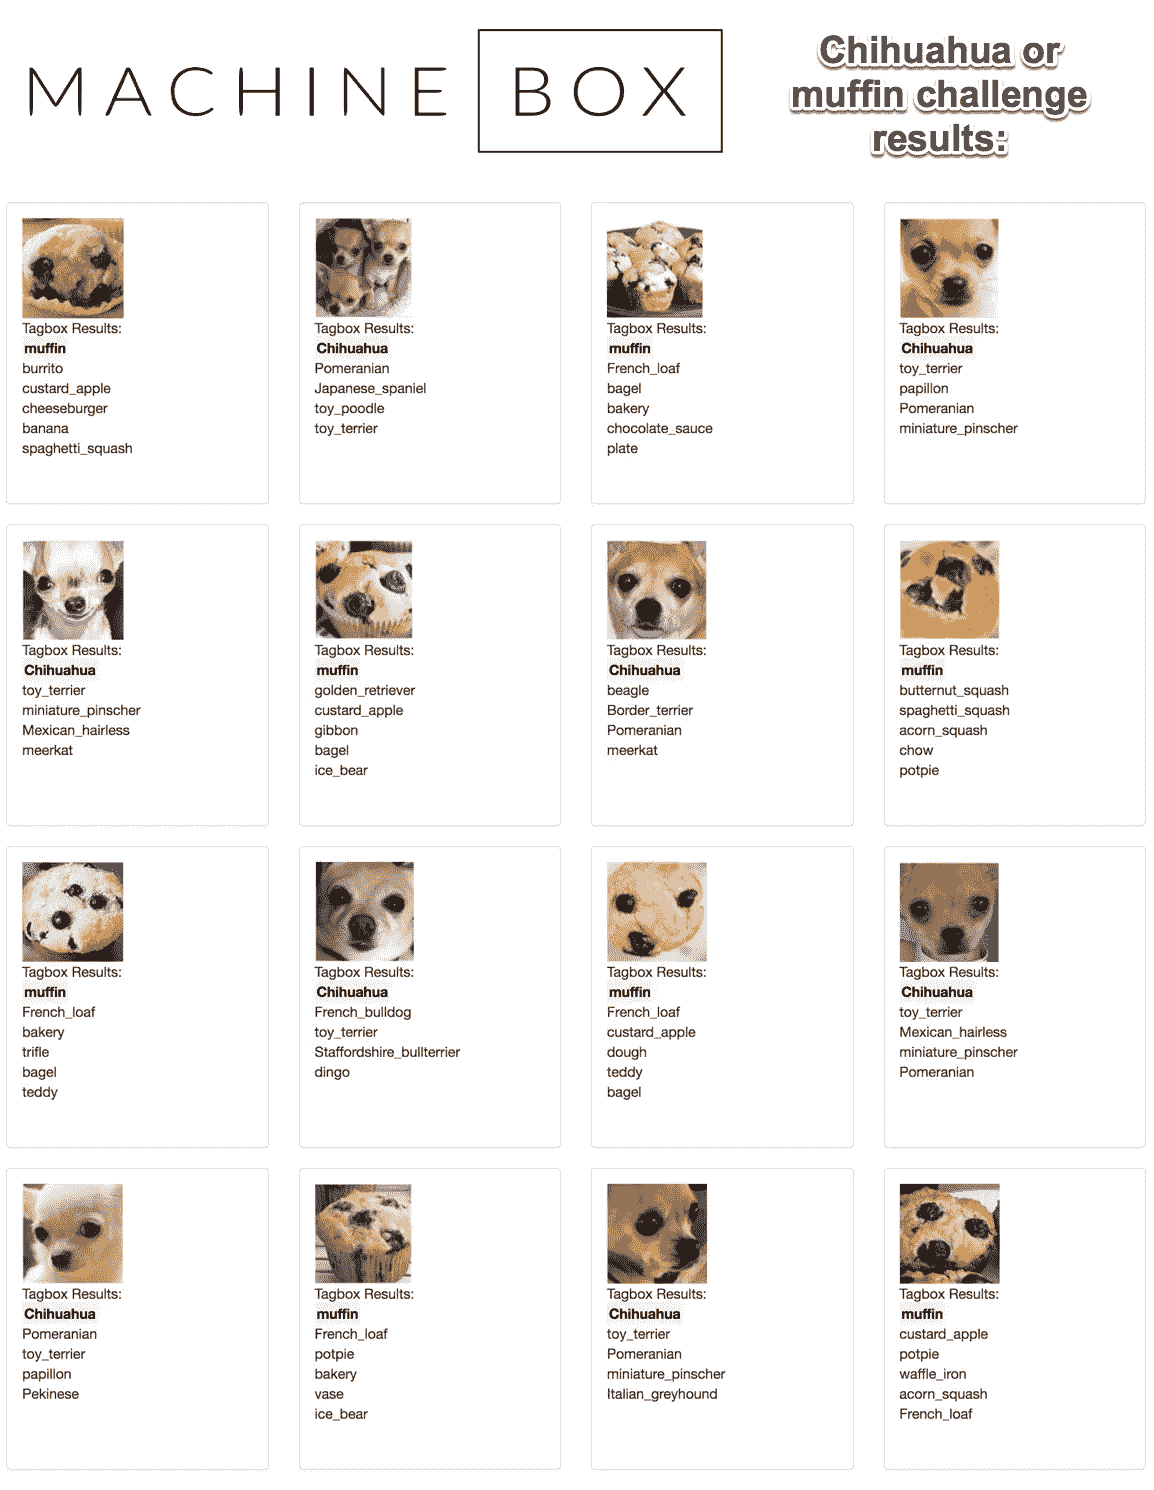 MACHINE BOX
Chihuahua or
muffin challenge
results:
Tagbox Results:
muffin
burrito
custard_apple
cheeseburger
banana
spaghetti_squash
Tagbox Results:
Chihuahua
Pomeranian
Japanese_spaniel
toy_poodle
toy_terrier
Tagbox Results:
muffin
French_loaf
bagel
bakery
chocolate_sauce
plate
Tagbox Results:
Chihuahua
toy_terrier
papillon
Pomeranian
miniature_pinscher
Tagbox Results:
Chihuahua
toy_terrier
miniature_pinscher
Mexican_hairless
meerkat
Tagbox Results:
muffin
golden_retriever
custard_apple
gibbon
bagel
ice_bear
Tagbox Results:
Chihuahua
beagle
Border_terrier
Pomeranian
meerkat
Tagbox Results:
muffin
butternut_squash
spaghetti_squash
acorn_squash
chow
potpie
Tagbox Results:
muffin
French_loaf
bakery
trifle
bagel
teddy
Tagbox Results:
Chihuahua
French_bulldog
toy_terrier
Staffordshire_bullterrier
dingo
Tagbox Results:
muffin
French_loaf
custard_apple
dough
teddy
bagel
Tagbox Results:
Chihuahua
toy_terrier
Mexican_hairless
miniature_pinscher
Pomeranian
Tagbox Results:
Chihuahua
Pomeranian
toy_terrier
papillon
Pekinese
Tagbox Results:
muffin
French_loaf
potpie
bakery
vase
ice_bear
Tagbox Results:
Chihuahua
toy_terrier
Pomeranian
miniature_pinscher
Italian_greyhound
Tagbox Results:
muffin
custard_apple
potpie
waffle_iron
acorn_squash
French_loaf